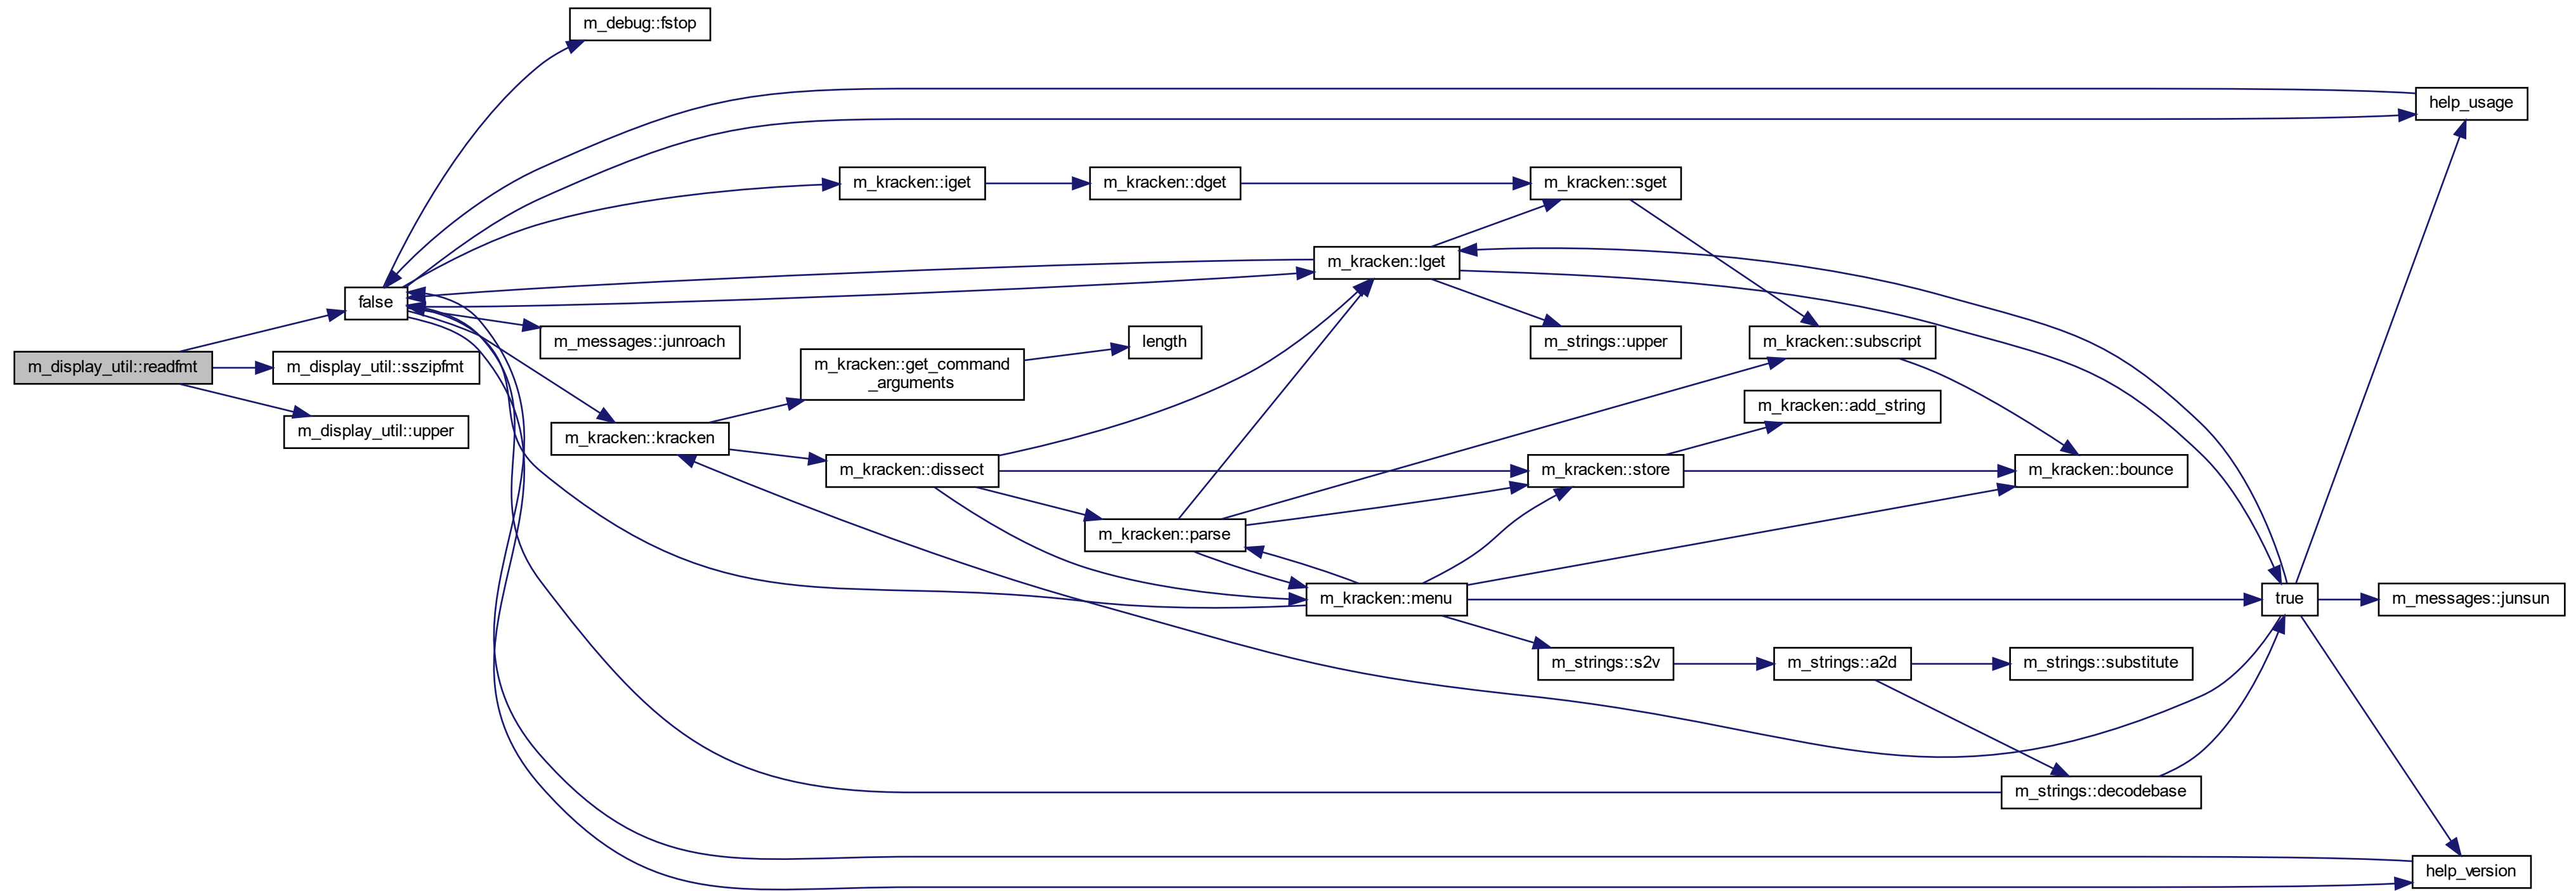 m_debug::fstop
help_usage
m_kracken::iget
m_kracken::dget
m_kracken::sget
m_kracken::lget
false
m_messages::junroach
length
m_strings::upper
m_kracken::subscript
m_display_util::readfmt
m_display_util::sszipfmt
m_kracken::get_command
_arguments
m_kracken::add_string
m_display_util::upper
m_kracken::kracken
m_kracken::dissect
m_kracken::store
m_kracken::bounce
m_kracken::parse
m_kracken::menu
true
m_messages::junsun
m_strings::s2v
m_strings::a2d
m_strings::substitute
m_strings::decodebase
help_version